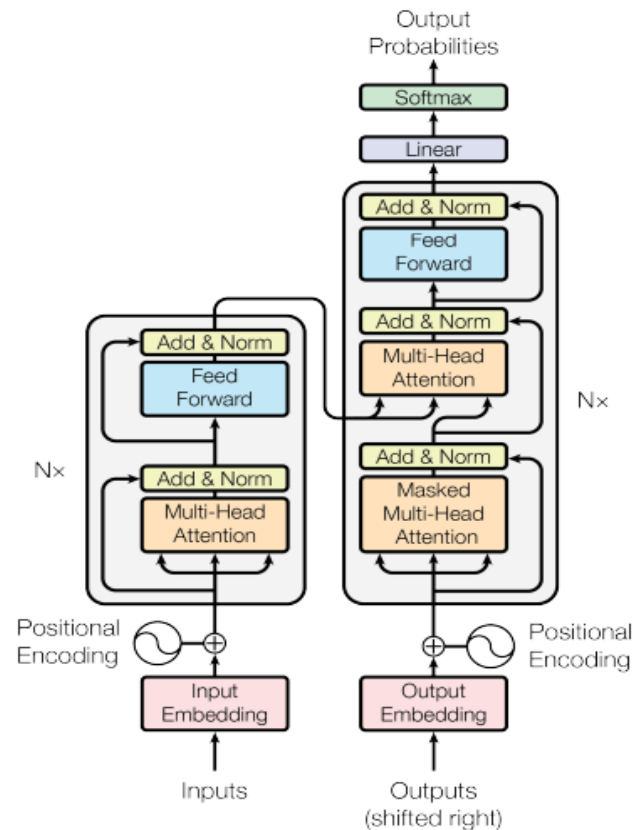 Output
Probabilities
Softmax
Linear
Add & Norm
Feed
Forward
Add & Norm
Multi-Head
Attention
Nx
Add & Norm
Masked
Multi-Head
Attention
Add & Norm
Feed
Forward
Nx
Add & Norm
Multi-Head
Attention
Positional
Encoding
Positional
Encoding
Input
Embedding
Output
Embedding
Inputs
Outputs
(shifted right)